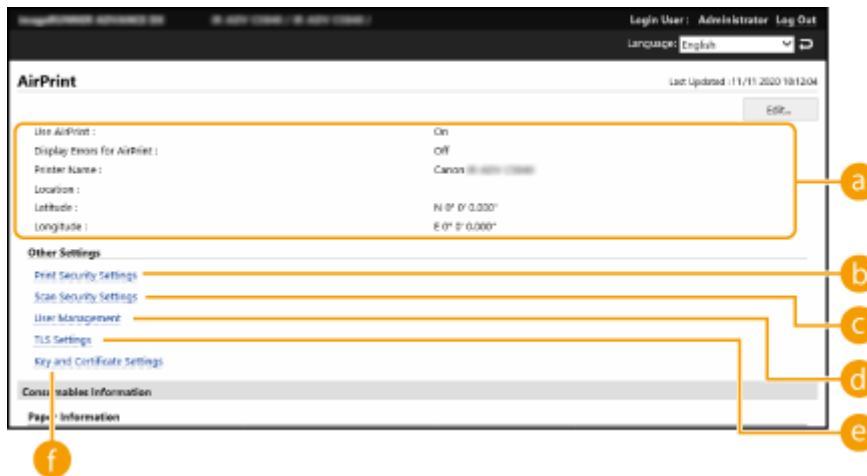 imageRUNNER ADVANCE DX
Login User : Administrator Log Out
Language: English
AirPrint
Last Updated : 11/11 2020 10:12:04
Edit...
Use AirPrint : On
Display Errors for AirPrint : Off
Printer Name : Canon
Location :
Latitude : N 0° 0' 0.000"
Longitude : E 0° 0' 0.000"
a
Other Settings
Print Security Settings
b
Scan Security Settings
c
User Management
d
TLS Settings
e
Key and Certificate Settings
f
Consumables Information
Paper Information